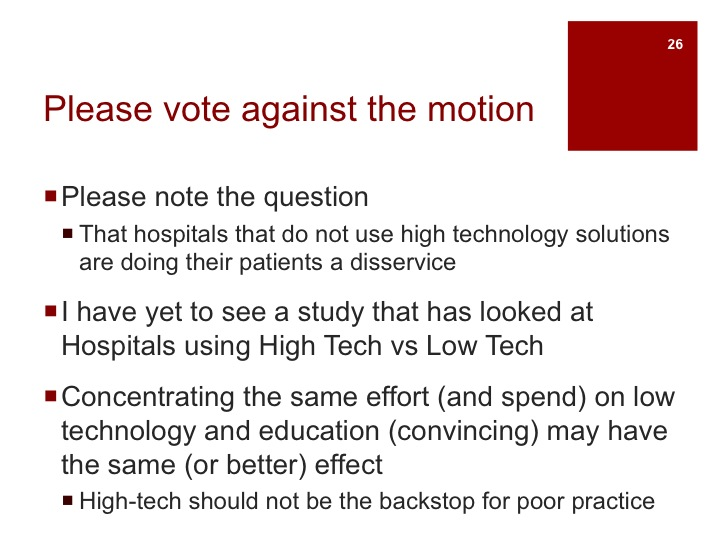 26
Please vote against the motion
Please note the question
That hospitals that do not use high technology solutions
are doing their patients a disservice
I have yet to see a study that has looked at
Hospitals using High Tech vs Low Tech
Concentrating the same effort (and spend) on low
technology and education (convincing) may have
the same (or better) effect
High-tech should not be the backstop for poor practice